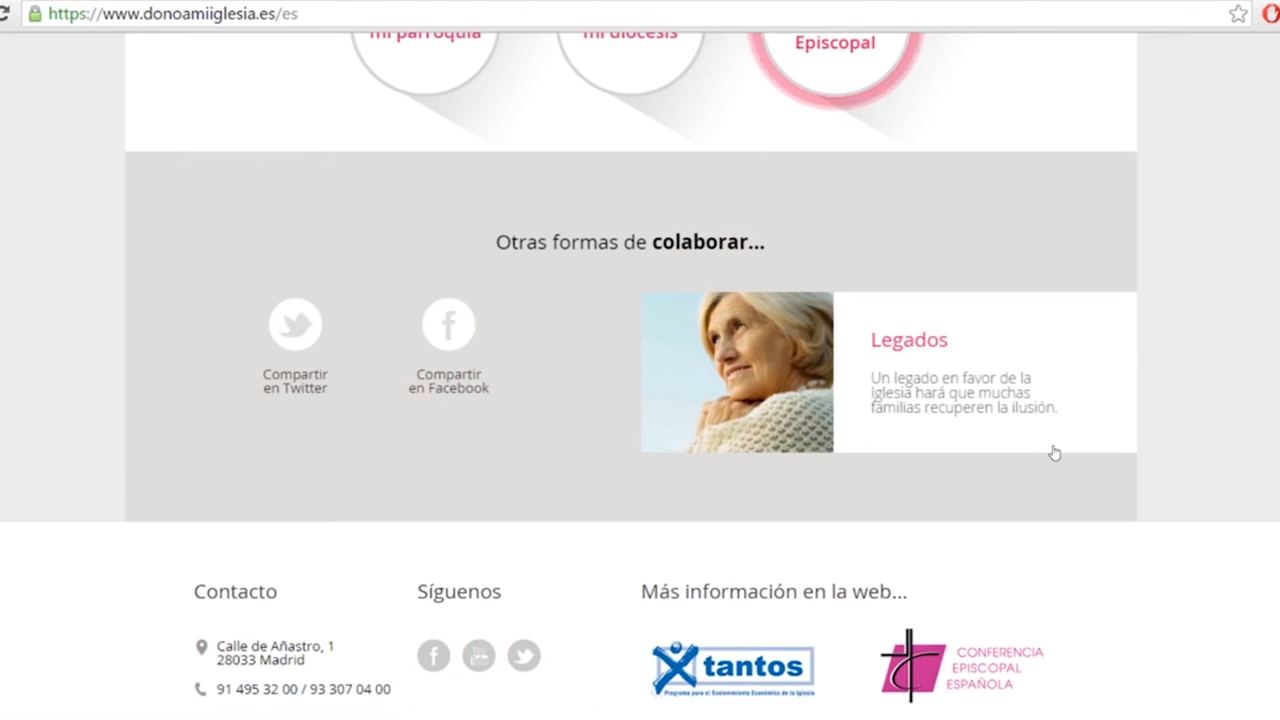 https://www.donoamiiglesia.es/es
mi parroquia
mi diócesis
Episcopal
Otras formas de colaborar...
Compartir
en Twitter
Compartir
en Facebook
Legados
Un legado en favor de la
Iglesia hará que muchas
familias recuperen la ilusión.
Contacto
Calle de Añastro, 1
28033 Madrid
91 495 32 00 / 93 307 04 00
Síguenos
Más información en la web...
Xtantos
Programa para el Sostenimiento Económico de la Iglesia
CONFERENCIA
EPISCOPAL
ESPAÑOLA